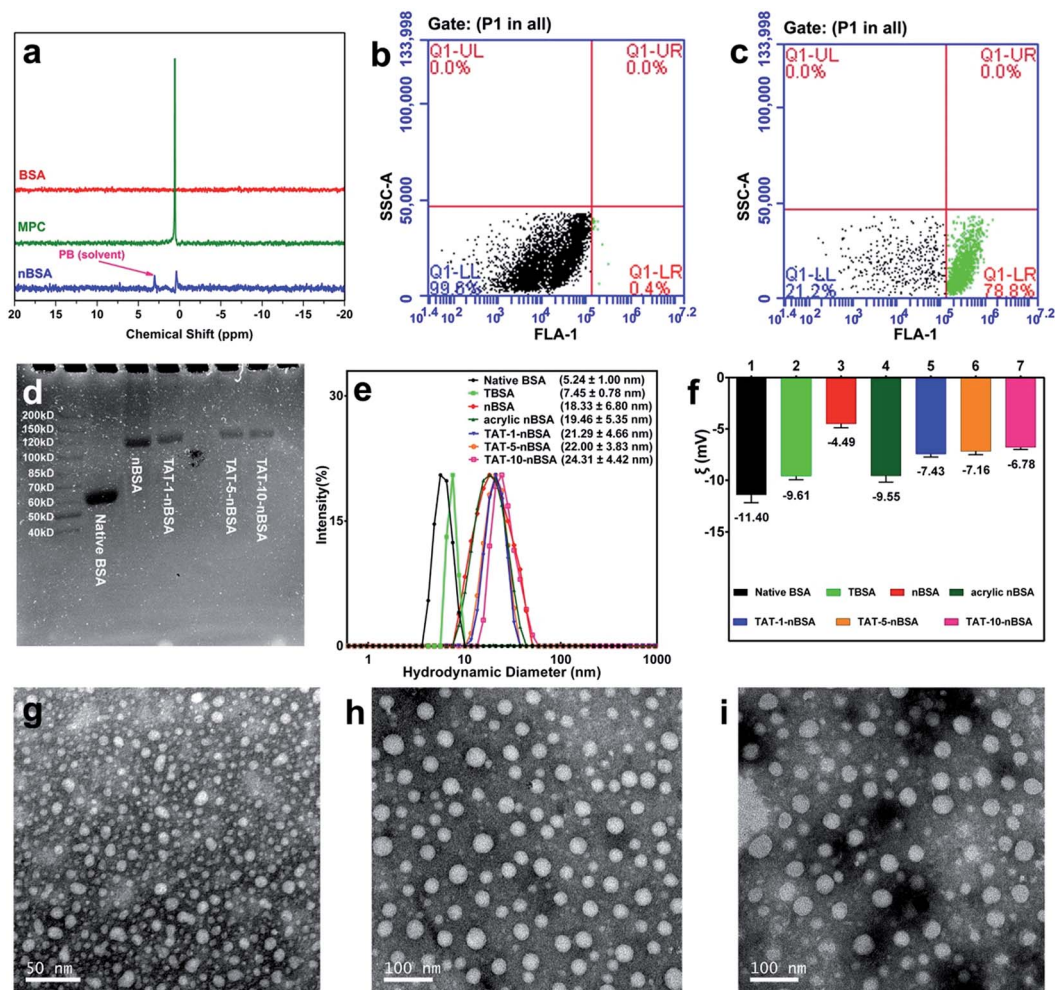 a
BSA
MPC
PB (solvent)
nBSA
20 15 10 5 0 -5 -10 -15 -20
Chemical Shift (ppm)
b
Gate: (P1 in all)
133,998
100,000
50,000
0
SSC-A
Q1-UL
0.0%
Q1-UR
0.0%
Q1-LL
99.6%
Q1-LR
0.4%
10^1.4 10^2 10^3 10^4 10^5 10^6 10^7.2
FLA-1
c
Gate: (P1 in all)
133,998
100,000
50,000
0
SSC-A
Q1-UL
0.0%
Q1-UR
0.0%
Q1-LL
21.2%
Q1-LR
78.8%
10^1.4 10^2 10^3 10^4 10^5 10^6 10^7.2
FLA-1
d
200kD
150kD
120kD
100kD
85kD
70kD
60kD
50kD
40kD
Native BSA
nBSA
TAT-1-nBSA
TAT-5-nBSA
TAT-10-nBSA
e
Native BSA (5.24 ± 1.00 nm)
TBSA (7.45 ± 0.78 nm)
nBSA (18.33 ± 6.80 nm)
acrylic nBSA (19.46 ± 5.35 nm)
TAT-1-nBSA (21.29 ± 4.66 nm)
TAT-5-nBSA (22.00 ± 3.83 nm)
TAT-10-nBSA (24.31 ± 4.42 nm)
30
15
0
Intensity(%)
1 10 100 1000
Hydrodynamic Diameter (nm)
f
1 2 3 4 5 6 7
0
-5
-10
-15
ξ (mV)
-11.40
-9.61
-4.49
-9.55
-7.43
-7.16
-6.78
Native BSA TBSA nBSA acrylic nBSA
TAT-1-nBSA TAT-5-nBSA TAT-10-nBSA
g
50 nm
h
100 nm
i
100 nm